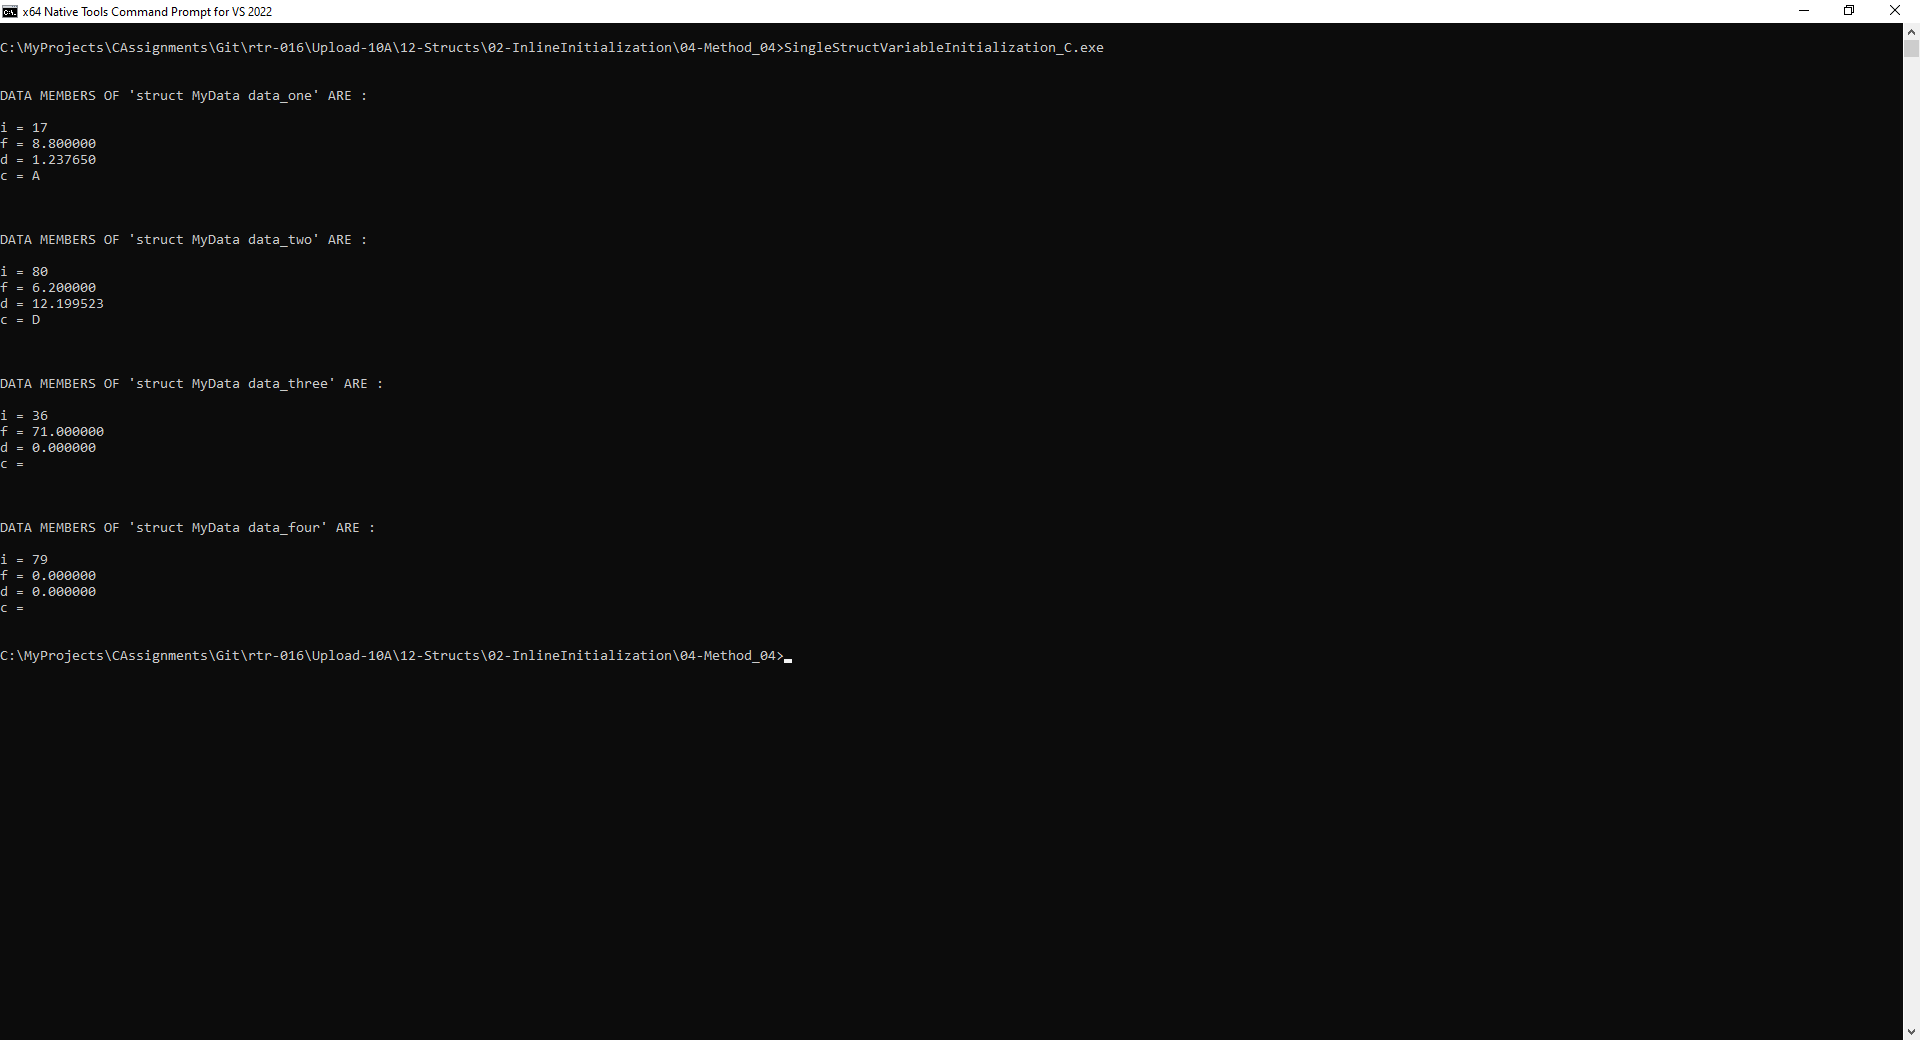 x64 Native Tools Command Prompt for VS 2022
C:\MyProjects\CAssignments\Git\rtr-016\Upload-10A\12-Structs\02-InlineInitialization\04-Method_04>SingleStructVariableInitialization_C.exe
DATA MEMBERS OF 'struct MyData data_one' ARE :
i = 17
f = 8.800000
d = 1.237650
c = A
DATA MEMBERS OF 'struct MyData data_two' ARE :
i = 80
f = 6.200000
d = 12.199523
c = D
DATA MEMBERS OF 'struct MyData data_three' ARE :
i = 36
f = 71.000000
d = 0.000000
c =
DATA MEMBERS OF 'struct MyData data_four' ARE :
i = 79
f = 0.000000
d = 0.000000
c =
C:\MyProjects\CAssignments\Git\rtr-016\Upload-10A\12-Structs\02-InlineInitialization\04-Method_04>